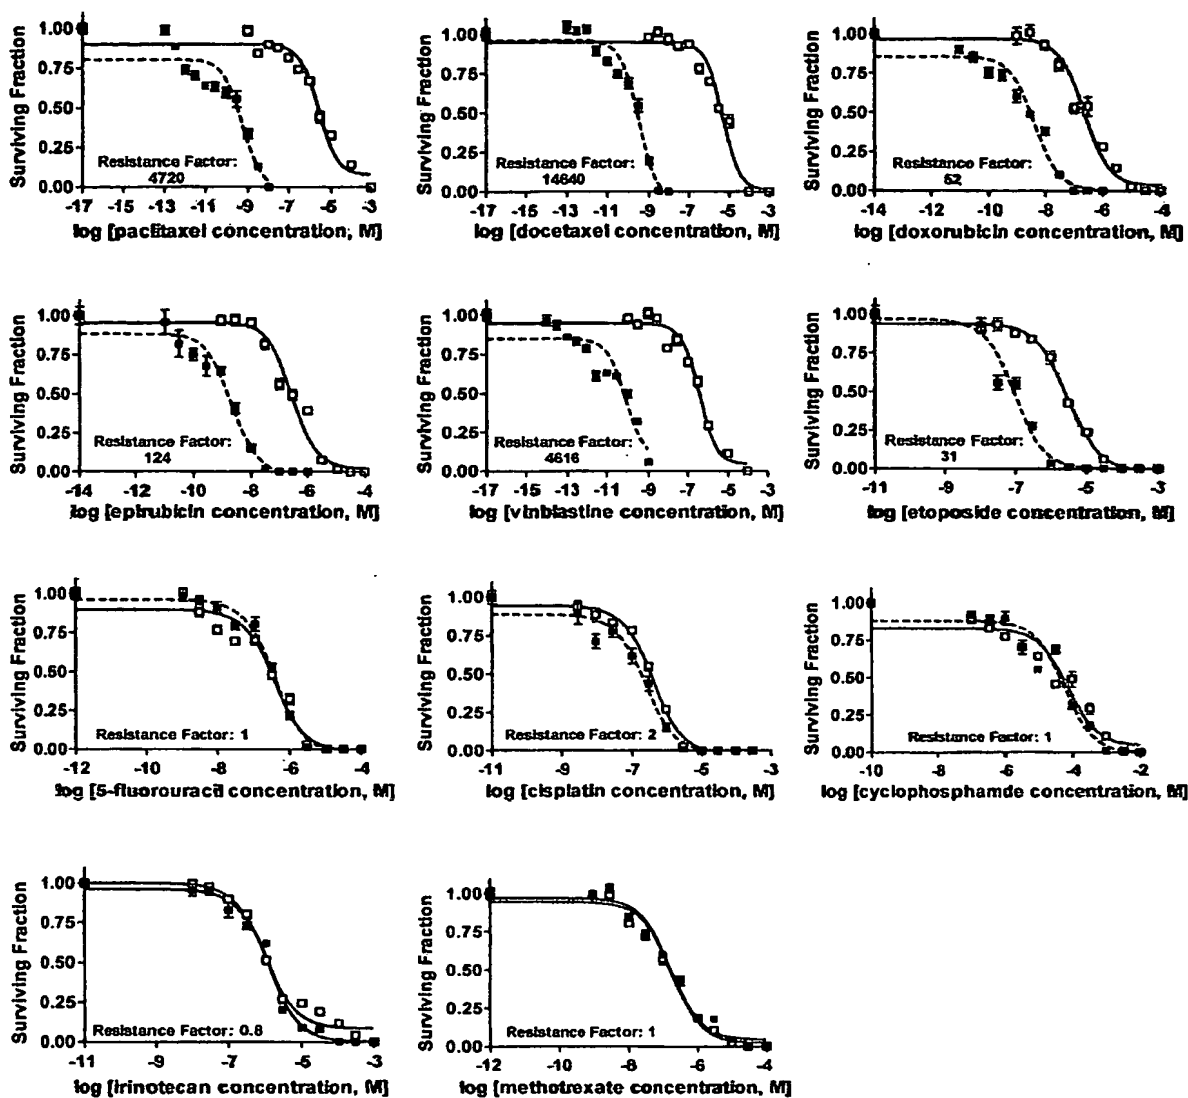 Surviving Fraction
1.00
0.75
0.50
0.25
0.00
Resistance Factor:
4720
-17 -15 -13 -11 -9 -7 -5 -3
log [paclitaxel concentration, M]
Surviving Fraction
1.00
0.75
0.50
0.25
0.00
Resistance Factor:
14640
-17 -15 -13 -11 -9 -7 -5 -3
log [docetaxel concentration, M]
Surviving Fraction
1.00
0.75
0.50
0.25
0.00
Resistance Factor:
52
-14 -12 -10 -8 -6 -4
log [doxorubicin concentration, M]
Surviving Fraction
1.00
0.75
0.50
0.25
0.00
Resistance Factor:
124
-14 -12 -10 -8 -6 -4
log [epirubicin concentration, M]
Surviving Fraction
1.00
0.75
0.50
0.25
0.00
Resistance Factor:
4616
-17 -15 -13 -11 -9 -7 -5 -3
log [vinblastine concentration, M]
Surviving Fraction
1.00
0.75
0.50
0.25
0.00
Resistance Factor:
31
-11 -9 -7 -5 -3
log [etoposide concentration, M]
Surviving Fraction
1.00
0.75
0.50
0.25
0.00
Resistance Factor: 1
-12 -10 -8 -6 -4
log [5-fluorouracil concentration, M]
Surviving Fraction
1.00
0.75
0.50
0.25
0.00
Resistance Factor: 2
-11 -9 -7 -5 -3
log [cisplatin concentration, M]
Surviving Fraction
1.00
0.75
0.50
0.25
0.00
Resistance Factor: 1
-10 -8 -6 -4 -2
log [cyclophosphamde concentration, M]
Surviving Fraction
1.00
0.75
0.50
0.25
0.00
Resistance Factor: 0.8
-11 -9 -7 -5 -3
log [Irinotecan concentration, M]
Surviving Fraction
1.00
0.75
0.50
0.25
0.00
Resistance Factor: 1
-12 -10 -8 -6 -4
log [methotrexate concentration, M]